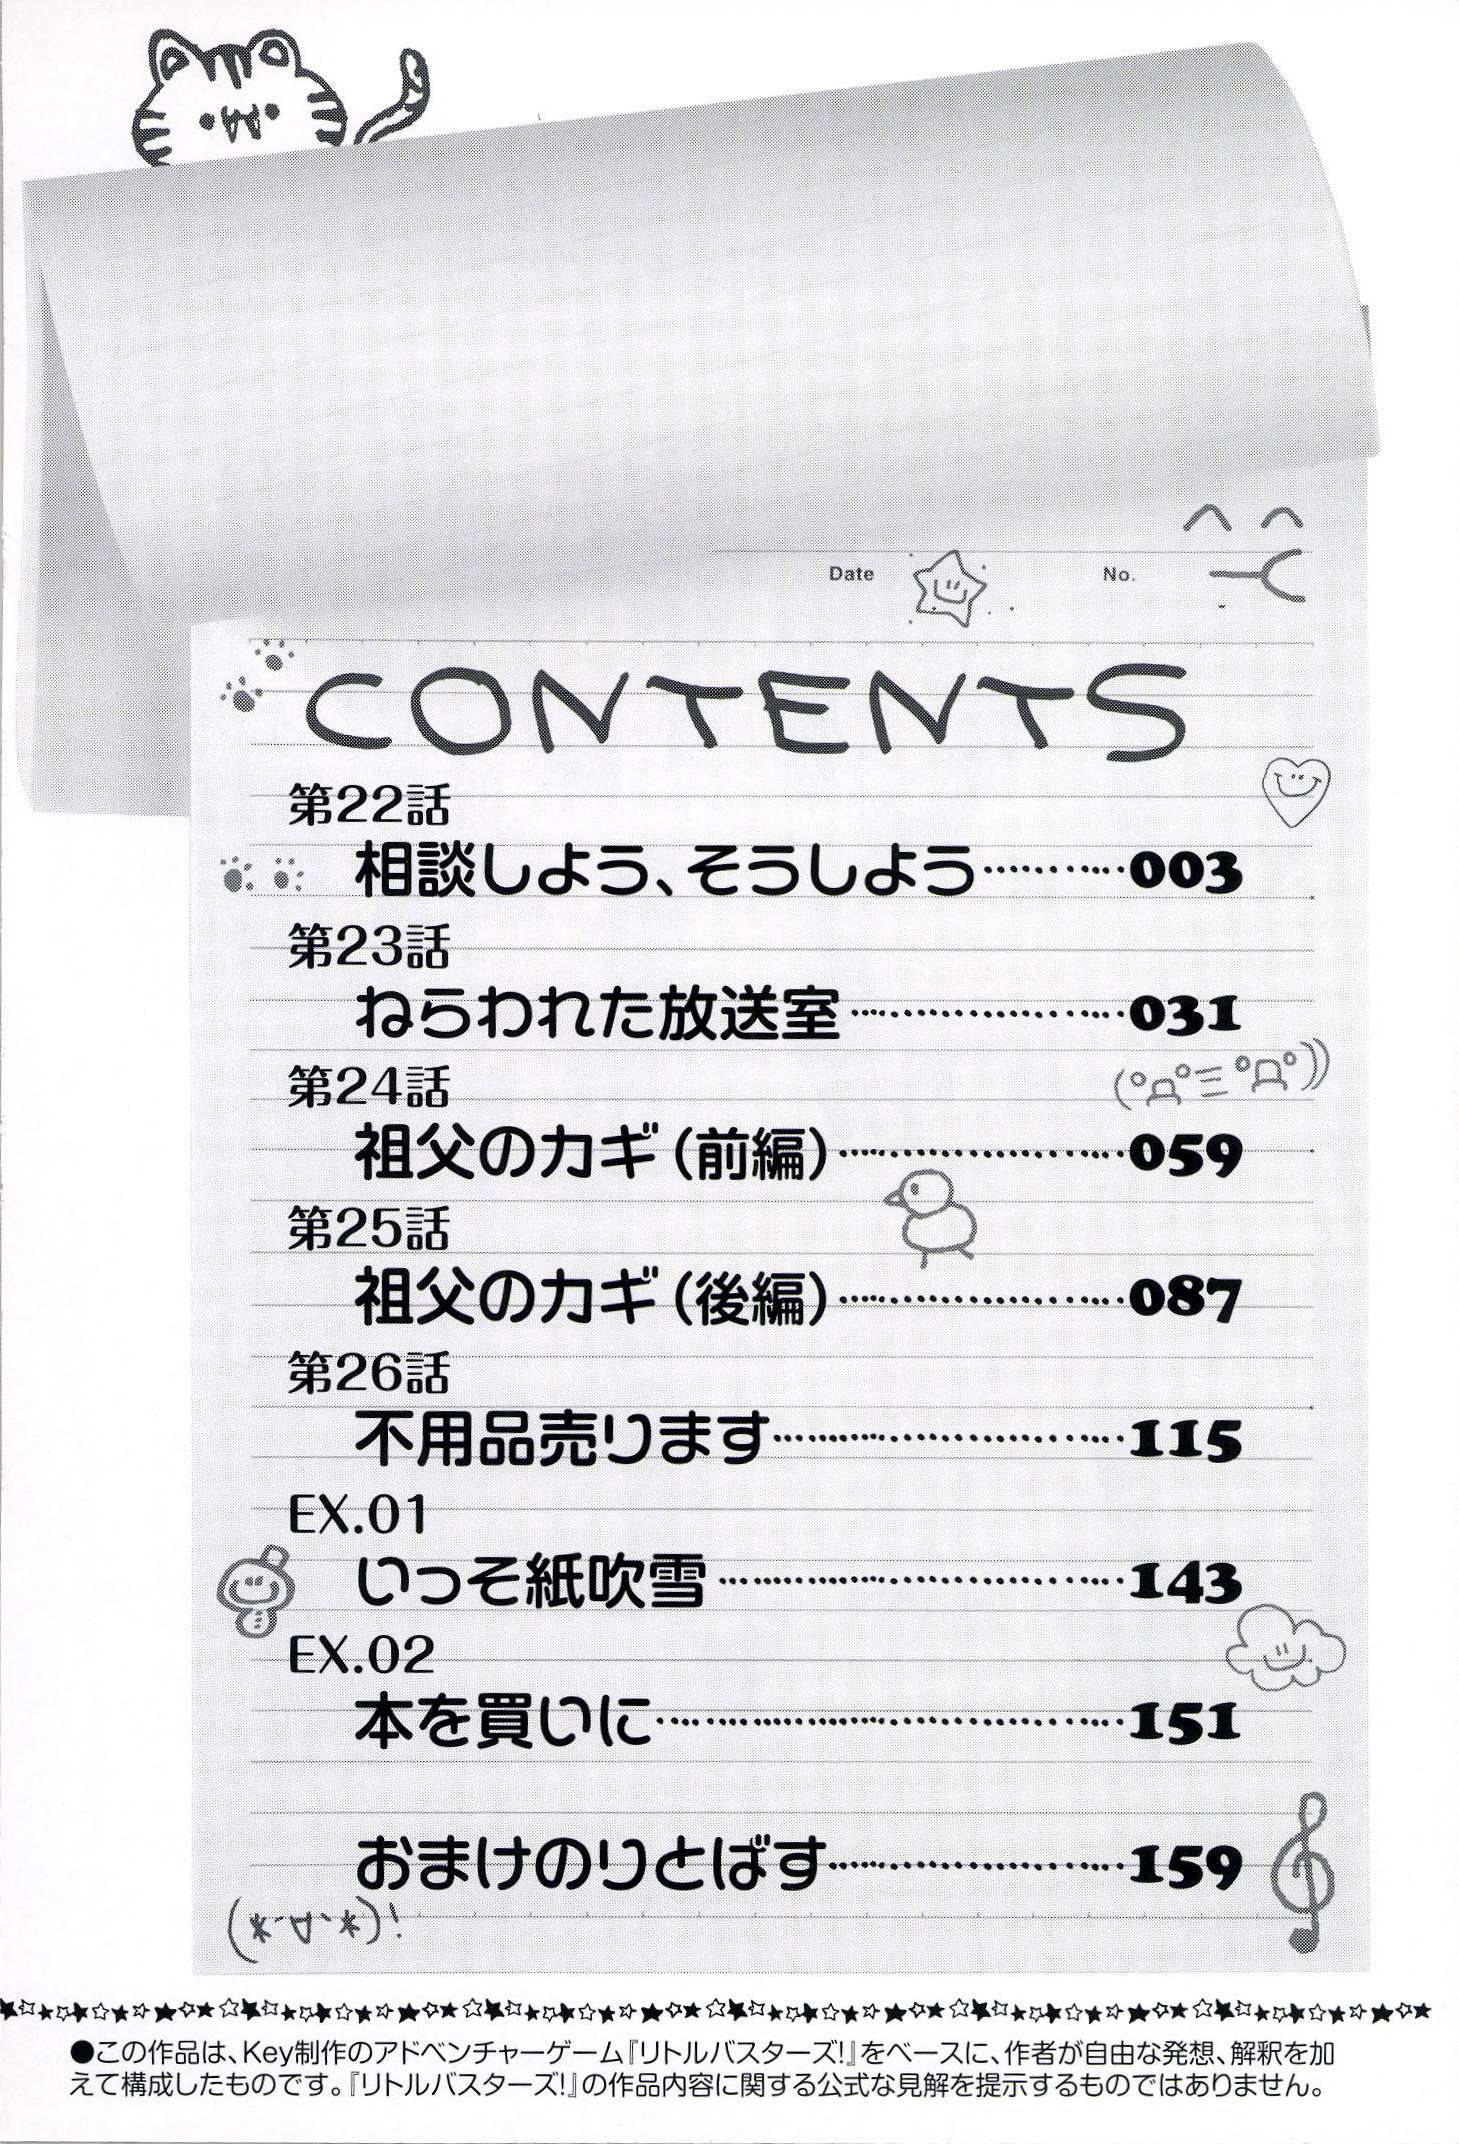 Date No.
CONTENTS
第22話
相談しよう、そうしよう…………003
第23話
ねらわれた放送室…………031
(゜Д゜三゜Д゜))
第24話
祖父のカギ(前編)…………059
第25話
祖父のカギ(後編)…………087
第26話
不用品売ります…………115
EX.01
いっそ紙吹雪…………143
EX.02
本を買いに…………151
おまけのりとばす…………159
(*´∀`*)!
●この作品は、Key制作のアドベンチャーゲーム『リトルバスターズ!』をベースに、作者が自由な発想、解釈を加
えて構成したものです。『リトルバスターズ!』の作品内容に関する公式な見解を提示するものではありません。